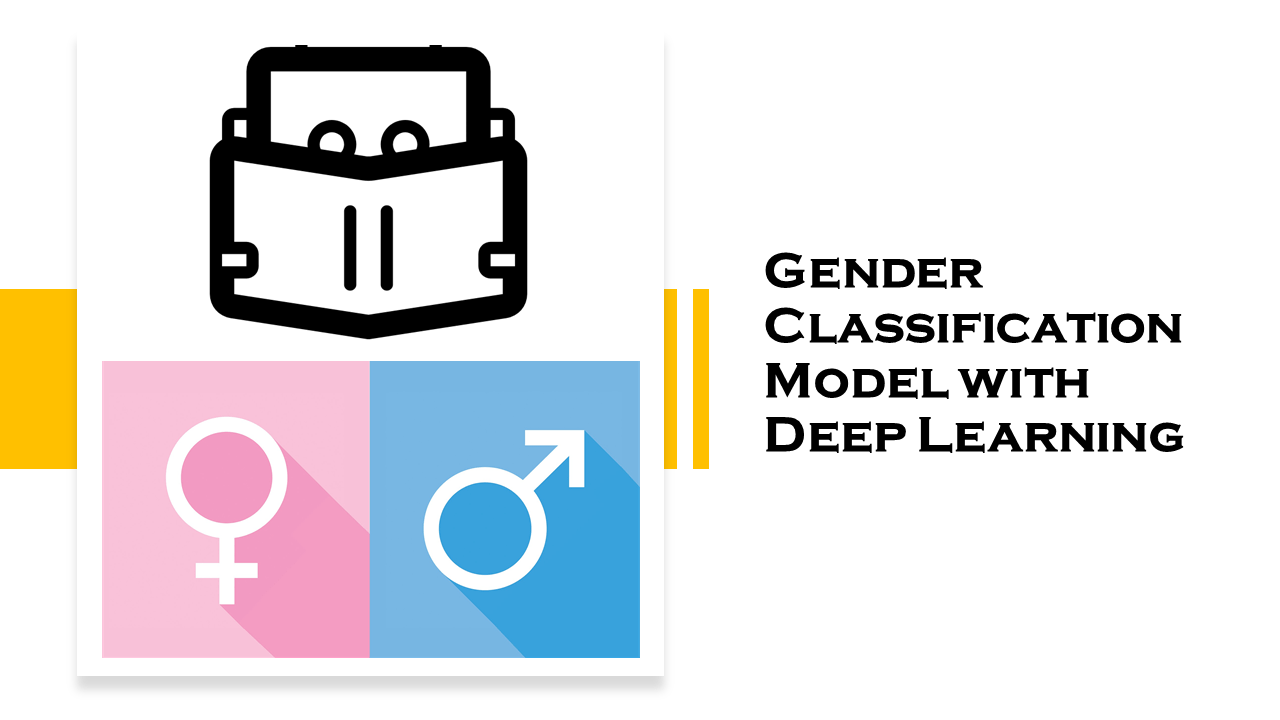 Gender
Classification
Model with
Deep Learning